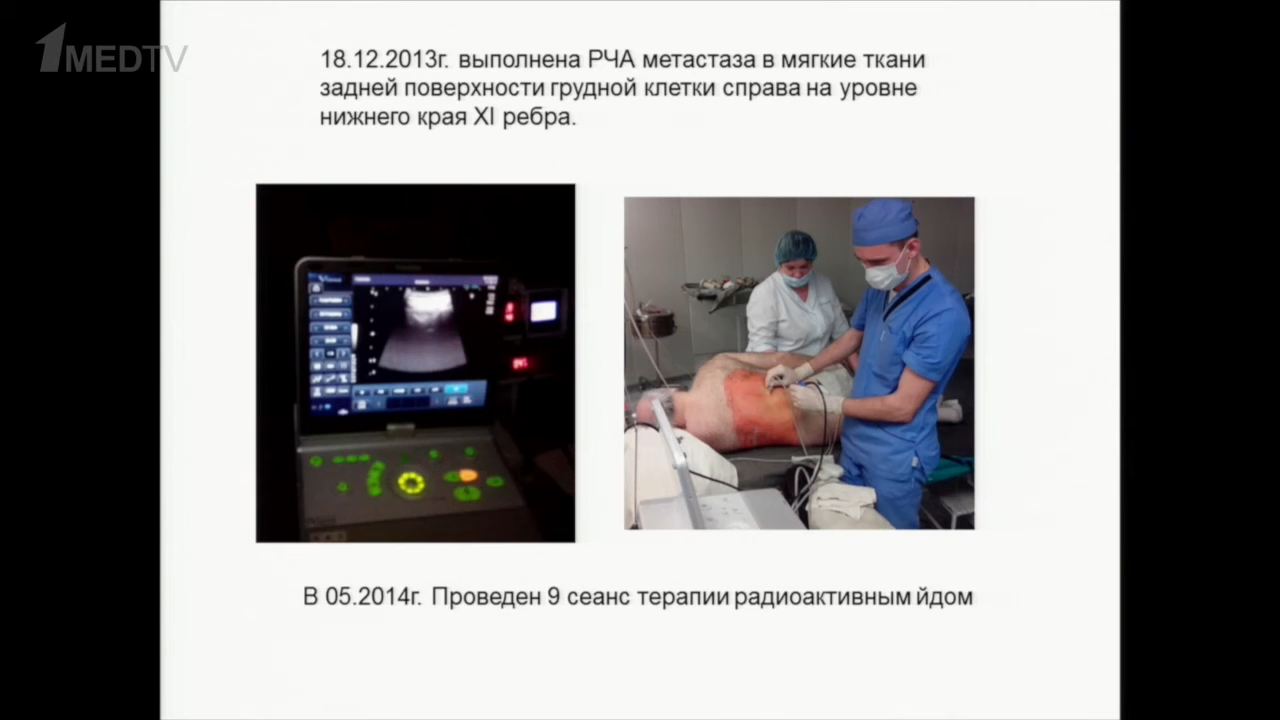 1MEDTV
18.12.2013г. выполнена РЧА метастаза в мягкие ткани
задней поверхности грудной клетки справа на уровне
нижнего края XI ребра.
В 05.2014г. Проведен 9 сеанс терапии радиоактивным йдом